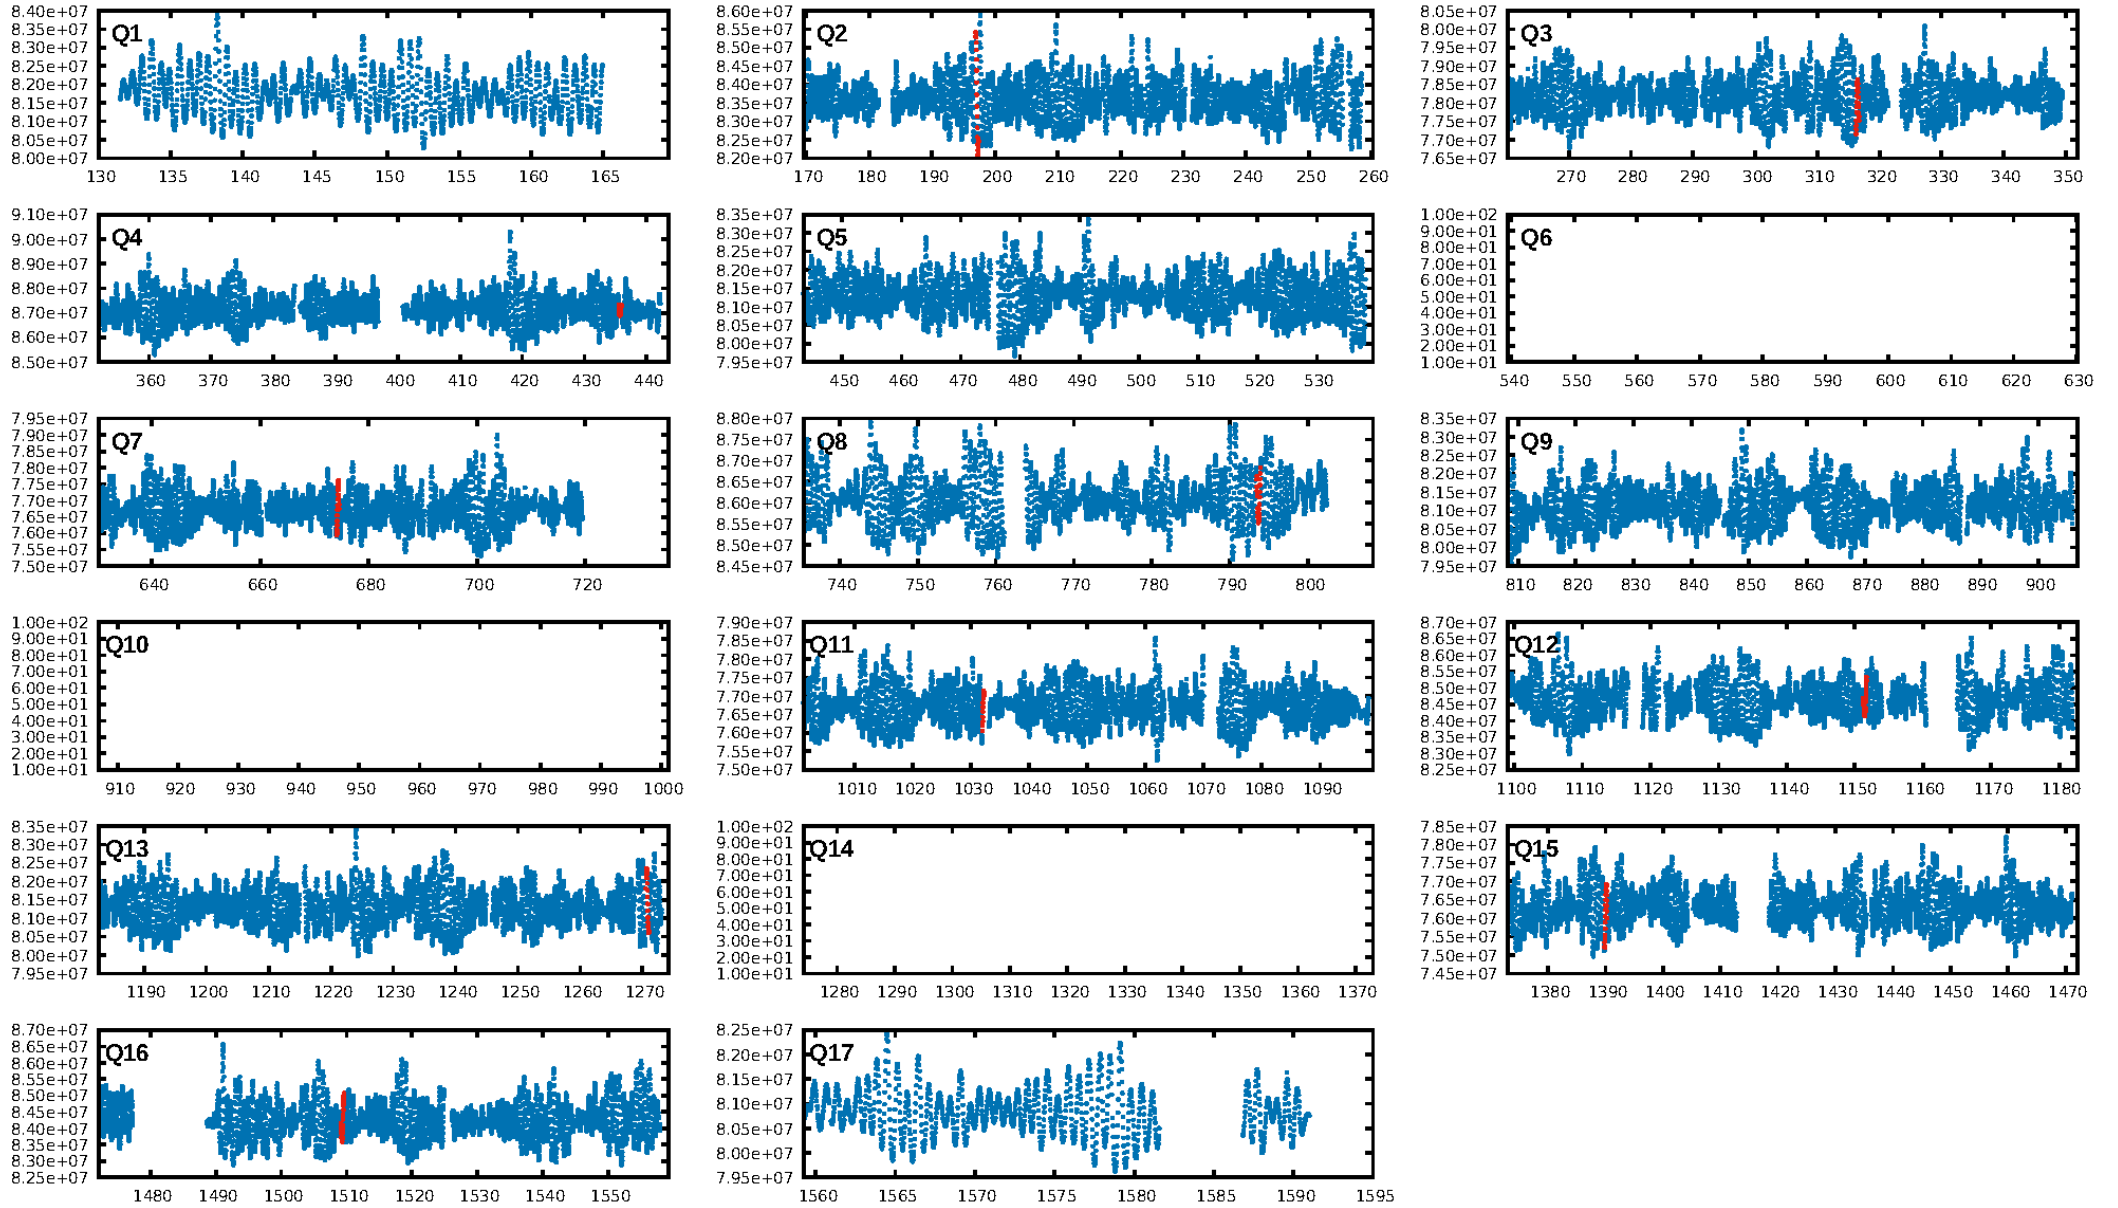 8.40e+07 8.35e+07 8.30e+07 8.25e+07 8.20e+07 8.15e+07 8.10e+07 8.05e+07 8.00e+07
Q1
130 135 140 145 150 155 160 165
8.60e+07 8.55e+07 8.50e+07 8.45e+07 8.40e+07 8.35e+07 8.30e+07 8.25e+07 8.20e+07
Q2
170 180 190 200 210 220 230 240 250 260
8.05e+07 8.00e+07 7.95e+07 7.90e+07 7.85e+07 7.80e+07 7.75e+07 7.70e+07 7.65e+07
Q3
270 280 290 300 310 320 330 340 350
9.10e+07 9.00e+07 8.90e+07 8.80e+07 8.70e+07 8.60e+07 8.50e+07
Q4
360 370 380 390 400 410 420 430 440
8.35e+07 8.30e+07 8.25e+07 8.20e+07 8.15e+07 8.10e+07 8.05e+07 8.00e+07 7.95e+07
Q5
450 460 470 480 490 500 510 520 530
1.00e+02 9.00e+01 8.00e+01 7.00e+01 6.00e+01 5.00e+01 4.00e+01 3.00e+01 2.00e+01 1.00e+01
Q6
540 550 560 570 580 590 600 610 620 630
7.95e+07 7.90e+07 7.85e+07 7.80e+07 7.75e+07 7.70e+07 7.65e+07 7.60e+07 7.55e+07 7.50e+07
Q7
640 660 680 700 720
8.80e+07 8.75e+07 8.70e+07 8.65e+07 8.60e+07 8.55e+07 8.50e+07 8.45e+07
Q8
740 750 760 770 780 790 800
8.35e+07 8.30e+07 8.25e+07 8.20e+07 8.15e+07 8.10e+07 8.05e+07 8.00e+07 7.95e+07
Q9
810 820 830 840 850 860 870 880 890 900
1.00e+02 9.00e+01 8.00e+01 7.00e+01 6.00e+01 5.00e+01 4.00e+01 3.00e+01 2.00e+01 1.00e+01
Q10
910 920 930 940 950 960 970 980 990 1000
7.90e+07 7.85e+07 7.80e+07 7.75e+07 7.70e+07 7.65e+07 7.60e+07 7.55e+07 7.50e+07
Q11
1010 1020 1030 1040 1050 1060 1070 1080 1090
8.70e+07 8.65e+07 8.60e+07 8.55e+07 8.50e+07 8.45e+07 8.40e+07 8.35e+07 8.30e+07 8.25e+07
Q12
1100 1110 1120 1130 1140 1150 1160 1170 1180
8.35e+07 8.30e+07 8.25e+07 8.20e+07 8.15e+07 8.10e+07 8.05e+07 8.00e+07 7.95e+07
Q13
1190 1200 1210 1220 1230 1240 1250 1260 1270
1.00e+02 9.00e+01 8.00e+01 7.00e+01 6.00e+01 5.00e+01 4.00e+01 3.00e+01 2.00e+01 1.00e+01
Q14
1280 1290 1300 1310 1320 1330 1340 1350 1360 1370
7.85e+07 7.80e+07 7.75e+07 7.70e+07 7.65e+07 7.60e+07 7.55e+07 7.50e+07 7.45e+07
Q15
1380 1390 1400 1410 1420 1430 1440 1450 1460 1470
8.70e+07 8.65e+07 8.60e+07 8.55e+07 8.50e+07 8.45e+07 8.40e+07 8.35e+07 8.30e+07 8.25e+07
Q16
1480 1490 1500 1510 1520 1530 1540 1550
8.25e+07 8.20e+07 8.15e+07 8.10e+07 8.05e+07 8.00e+07 7.95e+07
Q17
1560 1565 1570 1575 1580 1585 1590 1595